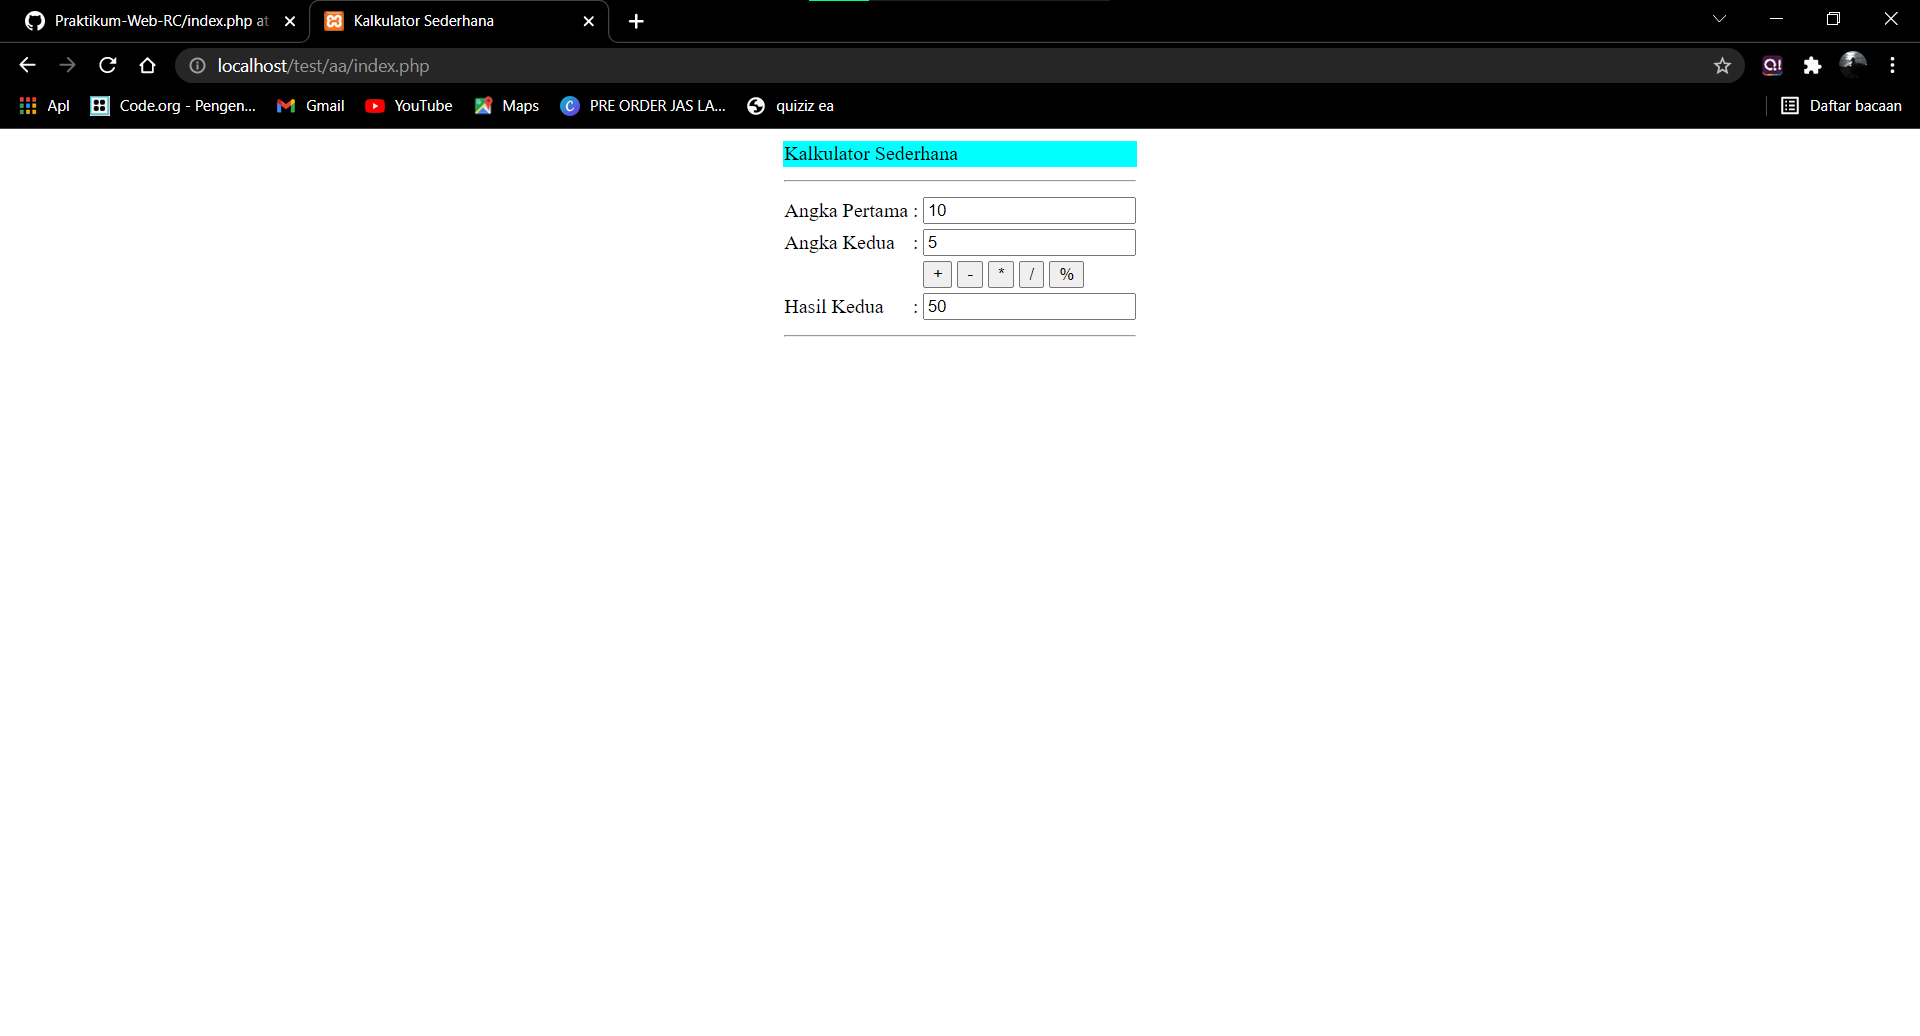 Praktikum-Web-RC/index.php at
Kalkulator Sederhana
localhost/test/aa/index.php
Apl
Code.org - Pengen...
Gmail
YouTube
Maps
PRE ORDER JAS LA...
quiziz ea
Daftar bacaan
Kalkulator Sederhana
Angka Pertama : 10
Angka Kedua : 5
+ - * / %
Hasil Kedua : 50